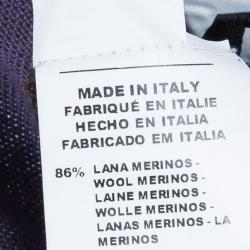 MADE IN ITALY
FABRIQUÉ EN ITALIE
HECHO EN ITALIA
FABRICADO EM ITALIA
86% LANA MERINOS -
WOOL MERINOS -
LAINE MERINOS -
WOLLE MERINOS -
LANAS MERINOS - LA
MERINOS